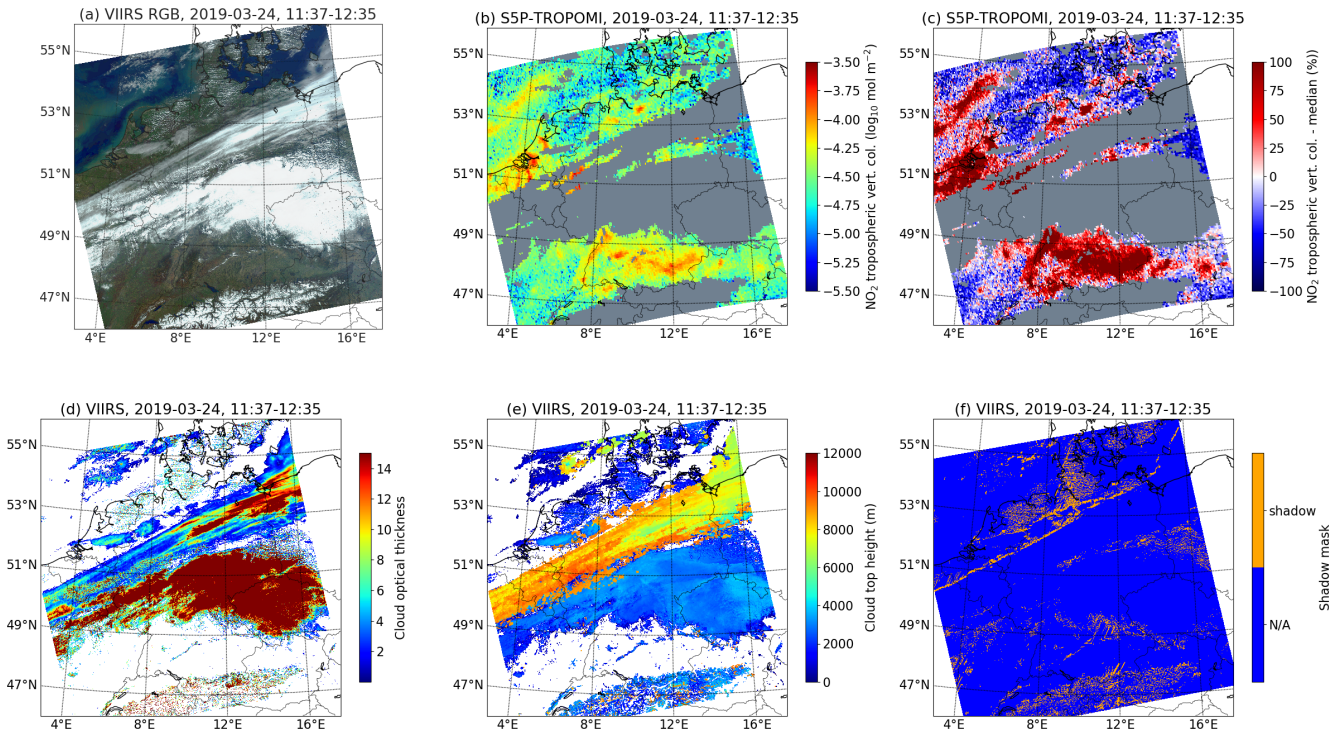 (a) VIIRS RGB, 2019-03-24, 11:37-12:35
55°N
53°N
51°N
49°N
47°N
4°E
8°E
12°E
16°E
(b) S5P-TROPOMI, 2019-03-24, 11:37-12:35
55°N
53°N
51°N
49°N
47°N
4°E
8°E
12°E
16°E
−3.50
−3.75
−4.00
−4.25
−4.50
−4.75
−5.00
−5.25
−5.50
NO₂ tropospheric vert. col. (log₁₀ mol m⁻²)
(c) S5P-TROPOMI, 2019-03-24, 11:37-12:35
55°N
53°N
51°N
49°N
47°N
4°E
8°E
12°E
16°E
100
75
50
25
0
−25
−50
−75
−100
NO₂ tropospheric vert. col. - median (%))
(d) VIIRS, 2019-03-24, 11:37-12:35
55°N
53°N
51°N
49°N
47°N
4°E
8°E
12°E
16°E
14
12
10
8
6
4
2
Cloud optical thickness
(e) VIIRS, 2019-03-24, 11:37-12:35
55°N
53°N
51°N
49°N
47°N
4°E
8°E
12°E
16°E
12000
10000
8000
6000
4000
2000
0
Cloud top height (m)
(f) VIIRS, 2019-03-24, 11:37-12:35
55°N
53°N
51°N
49°N
47°N
4°E
8°E
12°E
16°E
shadow
N/A
Shadow mask